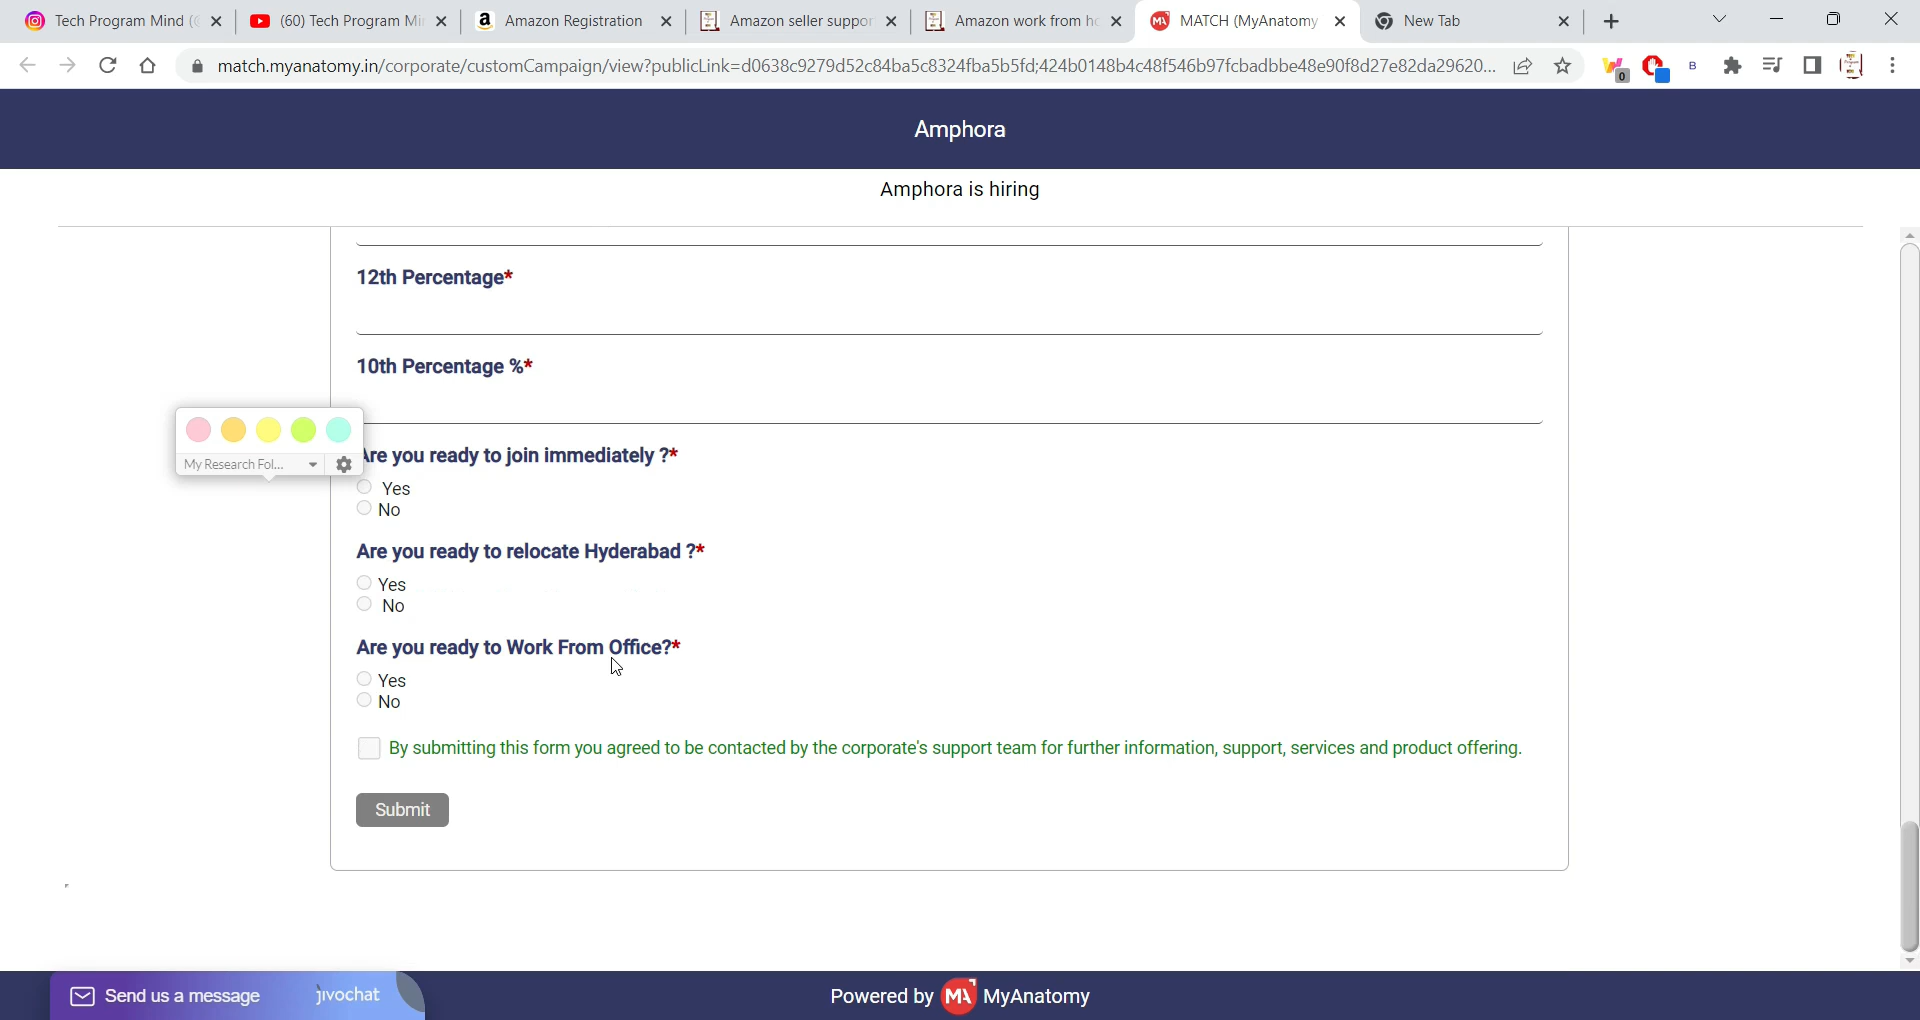 Tech Program Mind (
(60) Tech Program Mi
Amazon Registration
Amazon seller suppor
Amazon work from ho
MATCH (MyAnatomy
New Tab
match.myanatomy.in/corporate/customCampaign/view?publicLink=d0638c9279d52c84ba5c8324fba5b5fd;424b0148b4c48f546b97fcbadbbe48e90f8d27e82da29620...
0
B
Amphora
Amphora is hiring
12th Percentage*
10th Percentage %*
My Research Fol...
Are you ready to join immediately ?*
Yes
No
Are you ready to relocate Hyderabad ?*
Yes
No
Are you ready to Work From Office?*
Yes
No
By submitting this form you agreed to be contacted by the corporate's support team for further information, support, services and product offering.
Submit
Send us a message
jivochat
Powered by MA MyAnatomy